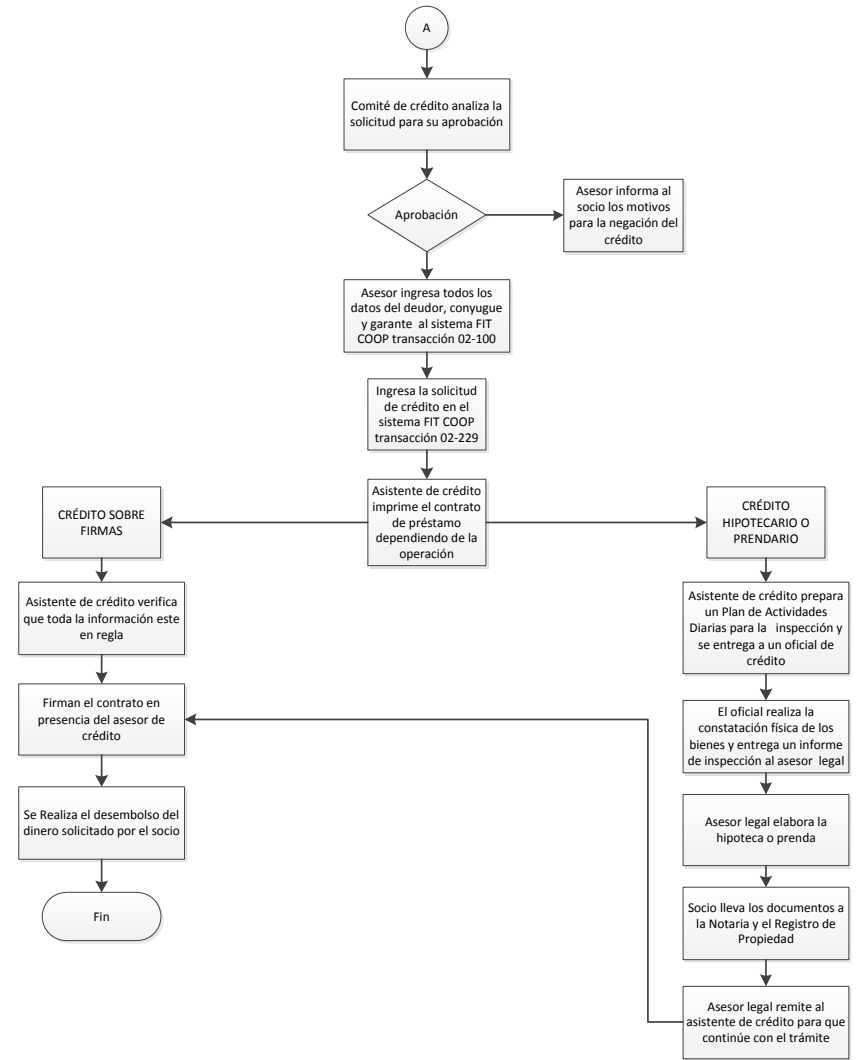 A
Comité de crédito analiza la
solicitud para su aprobación
Aprobación
Asesor informa al
socio los motivos
para la negación del
crédito
Asesor ingresa todos los
datos del deudor, conyugue
y garante al sistema FIT
COOP transacción 02-100
Ingresa la solicitud
de crédito en el
sistema FIT COOP
transacción 02-229
Asistente de crédito
imprime el contrato
de préstamo
dependiendo de la
operación
CRÉDITO SOBRE
FIRMAS
Asistente de crédito verifica
que toda la información este
en regla
Firman el contrato en
presencia del asesor de
crédito
Se Realiza el desembolso del
dinero solicitado por el socio
Fin
CRÉDITO
HIPOTECARIO O
PRENDARIO
Asistente de crédito prepara
un Plan de Actividades
Diarias para la inspección y
se entrega a un oficial de
crédito
El oficial realiza la
constatación física de los
bienes y entrega un informe
de inspección al asesor legal
Asesor legal elabora la
hipoteca o prenda
Socio lleva los documentos a
la Notaria y el Registro de
Propiedad
Asesor legal remite al
asistente de crédito para que
continúe con el trámite